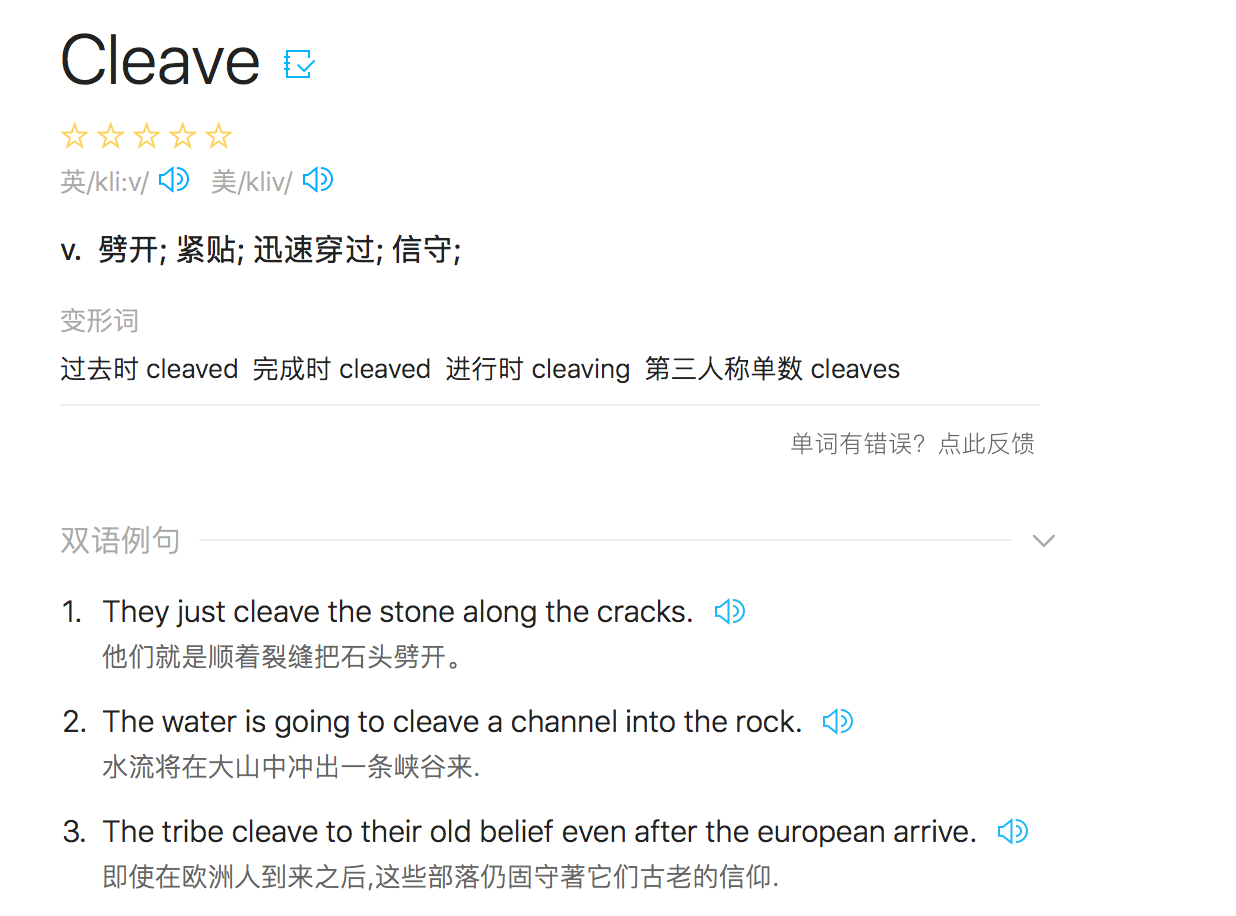 Cleave
英/kli:v/ 美/kliv/
v. 劈开; 紧贴; 迅速穿过; 信守;
变形词
过去时 cleaved 完成时 cleaved 进行时 cleaving 第三人称单数 cleaves
单词有错误？点此反馈
双语例句
1. They just cleave the stone along the cracks.
他们就是顺着裂缝把石头劈开。
2. The water is going to cleave a channel into the rock.
水流将在大山中冲出一条峡谷来.
3. The tribe cleave to their old belief even after the european arrive.
即使在欧洲人到来之后,这些部落仍固守著它们古老的信仰.